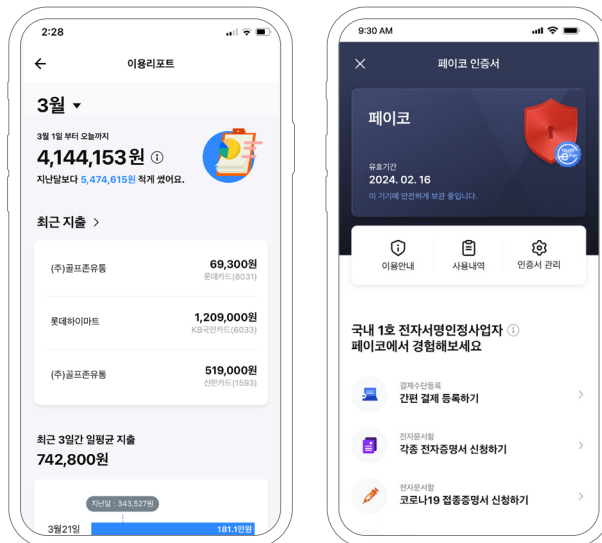 2:28
이용리포트
3월
3월 1일 부터 오늘까지
4,144,153원
지난달보다 5,474,615원 적게 썼어요.
최근 지출 >
(주)골프존유통
69,300원
롯데카드(8031)
롯데하이마트
1,209,000원
KB국민카드(6033)
(주)골프존유통
519,000원
신한카드(1593)
최근 3일간 일평균 지출
742,800원
지난달 : 343,527원
3월21일
181.1만원
9:30 AM
페이코 인증서
페이코
유효기간
2024. 02. 16
이 기기에 안전하게 보관 중입니다.
이용안내
사용내역
인증서 관리
국내 1호 전자서명인정사업자
페이코에서 경험해보세요
결제수단등록
간편 결제 등록하기
전자문서함
각종 전자증명서 신청하기
전자문서함
코로나19 접종증명서 신청하기